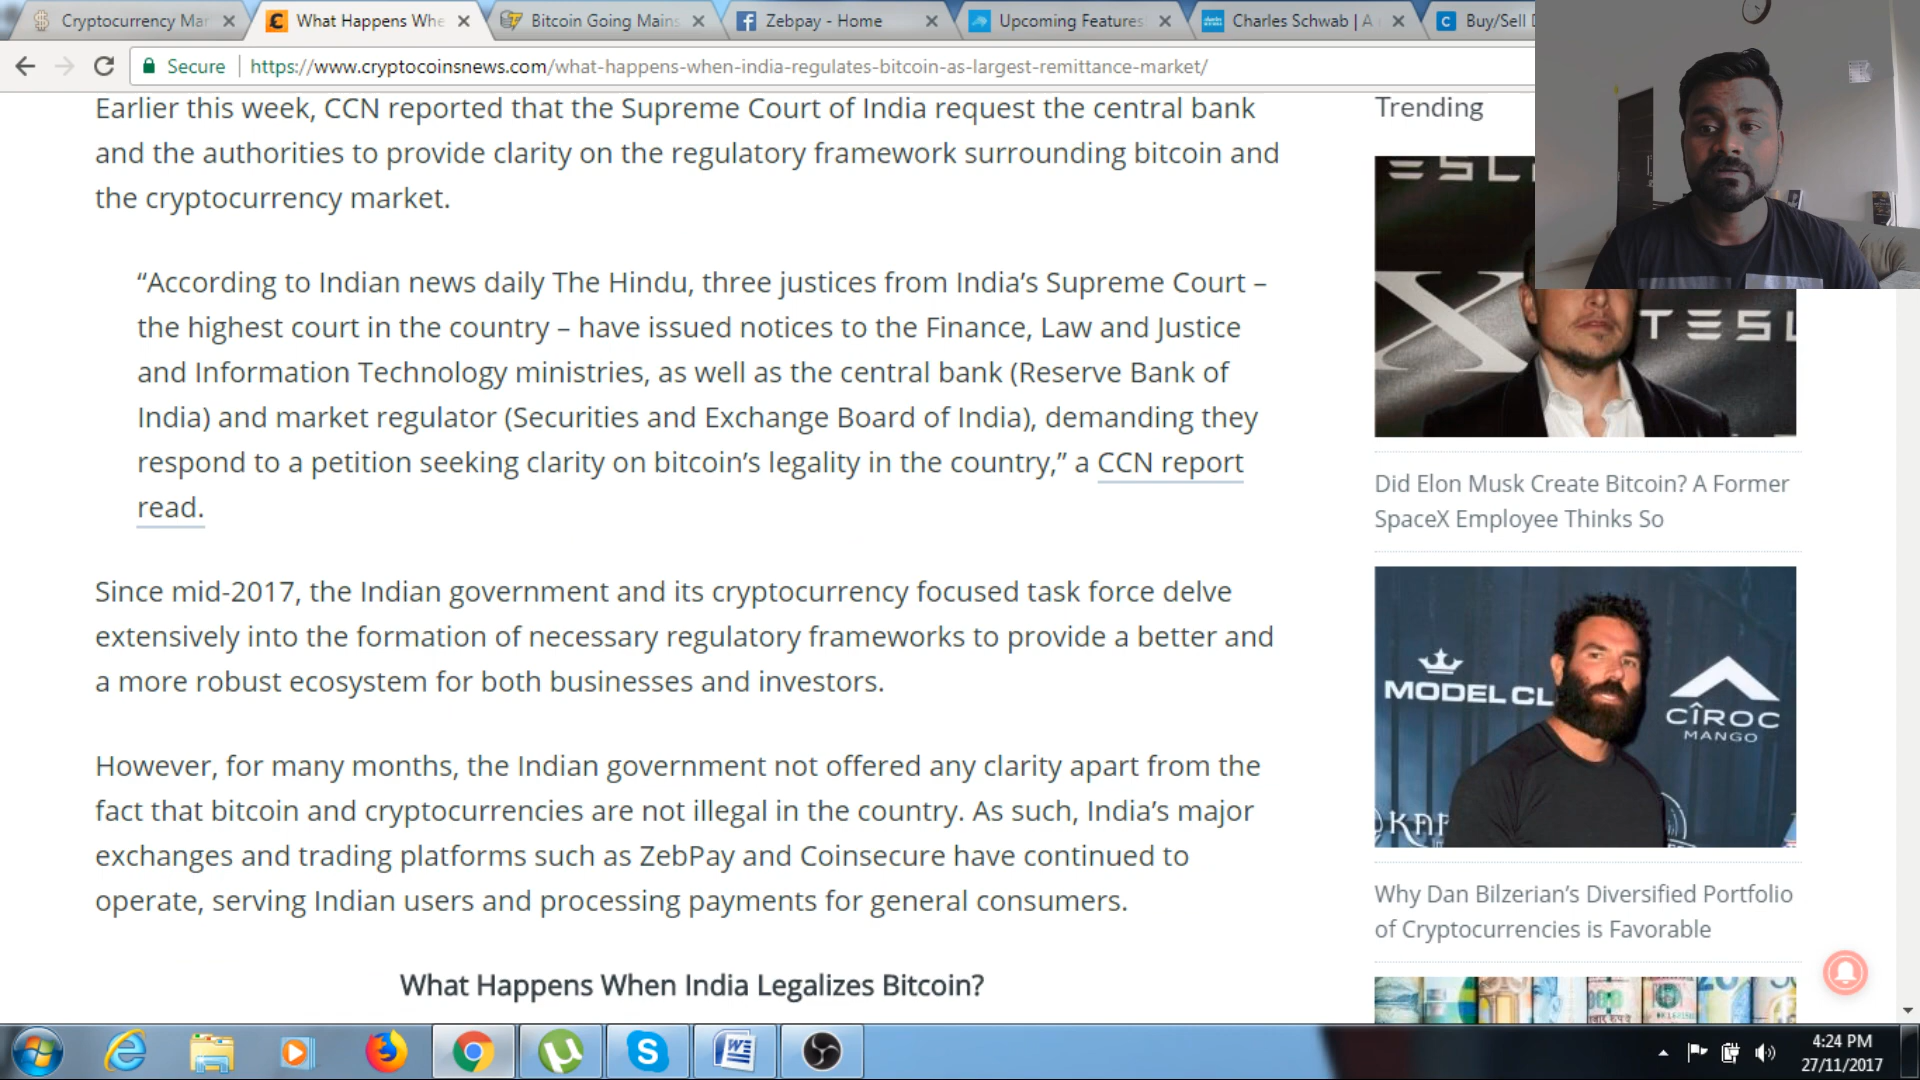 Cryptocurrency Mar
What Happens Whe
Bitcoin Going Mains
Zebpay - Home
Upcoming Features
Charles Schwab | A
Buy/Sell
Secure
https://www.cryptocoinsnews.com/what-happens-when-india-regulates-bitcoin-as-largest-remittance-market/
Earlier this week, CCN reported that the Supreme Court of India request the central bank
and the authorities to provide clarity on the regulatory framework surrounding bitcoin and
the cryptocurrency market.
“According to Indian news daily The Hindu, three justices from India’s Supreme Court –
the highest court in the country – have issued notices to the Finance, Law and Justice
and Information Technology ministries, as well as the central bank (Reserve Bank of
India) and market regulator (Securities and Exchange Board of India), demanding they
respond to a petition seeking clarity on bitcoin’s legality in the country,” a CCN report
read.
Since mid-2017, the Indian government and its cryptocurrency focused task force delve
extensively into the formation of necessary regulatory frameworks to provide a better and
a more robust ecosystem for both businesses and investors.
However, for many months, the Indian government not offered any clarity apart from the
fact that bitcoin and cryptocurrencies are not illegal in the country. As such, India’s major
exchanges and trading platforms such as ZebPay and Coinsecure have continued to
operate, serving Indian users and processing payments for general consumers.
What Happens When India Legalizes Bitcoin?
Trending
ESL
X TESL
Did Elon Musk Create Bitcoin? A Former
SpaceX Employee Thinks So
MODEL CL
CÎROC
MANGO
Why Dan Bilzerian’s Diversified Portfolio
of Cryptocurrencies is Favorable
4:24 PM
27/11/2017